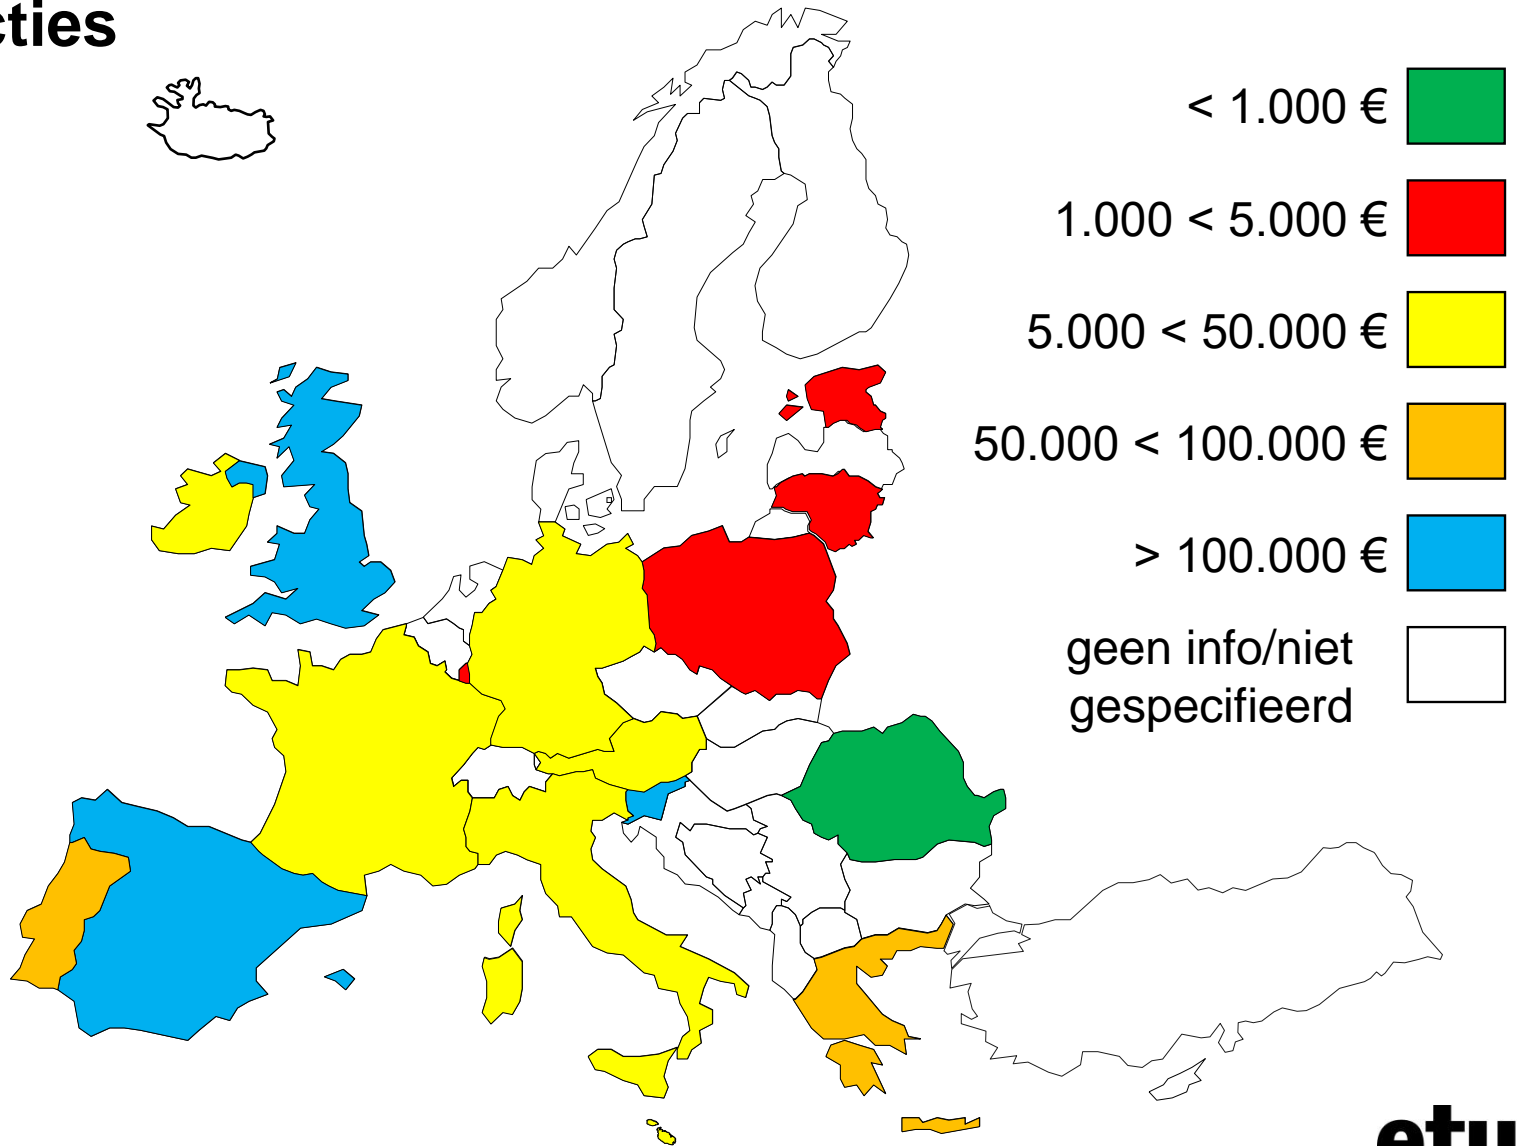 < 1.000 €
1.000 < 5.000 €
5.000 < 50.000 €
50.000 < 100.000 €
> 100.000 €
geen info/niet
gespecifieerd